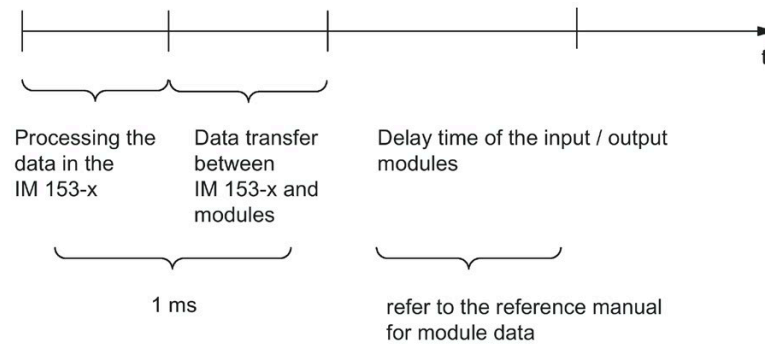 t
Processing the
data in the
IM 153-x
Data transfer
between
IM 153-x and
modules
Delay time of the input / output
modules
1 ms
refer to the reference manual
for module data